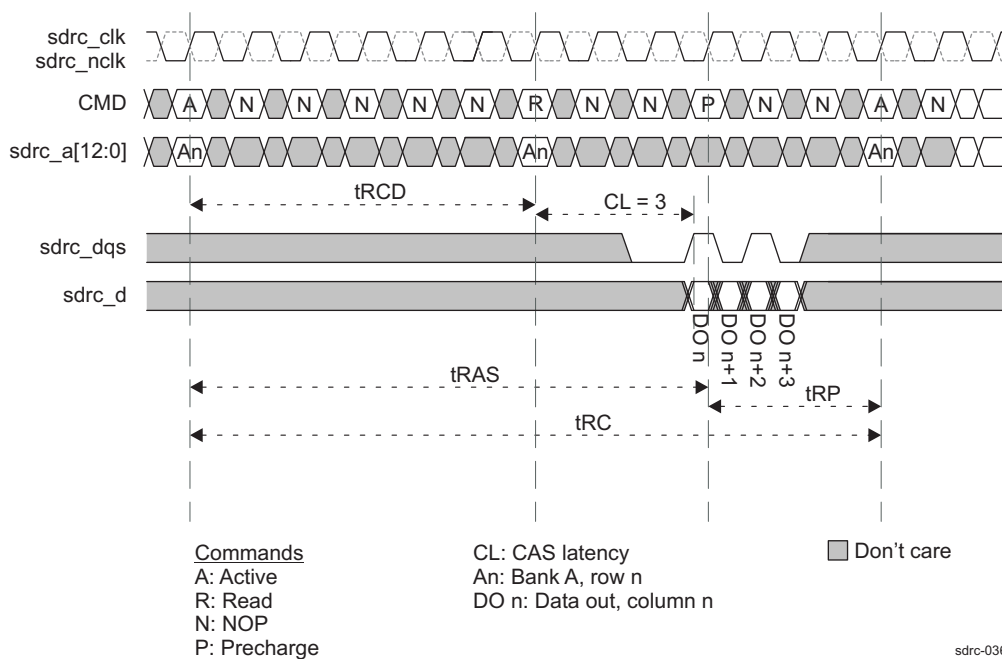 sdrc_clk
sdrc_nclk
CMD A N N N N N R N N P N N A N
sdrc_a[12:0] An An An
tRCD
CL = 3
sdrc_dqs
sdrc_d
DO n
DO n+1
DO n+2
DO n+3
tRAS
tRP
tRC
Commands
A: Active
R: Read
N: NOP
P: Precharge
CL: CAS latency
An: Bank A, row n
DO n: Data out, column n
Don't care